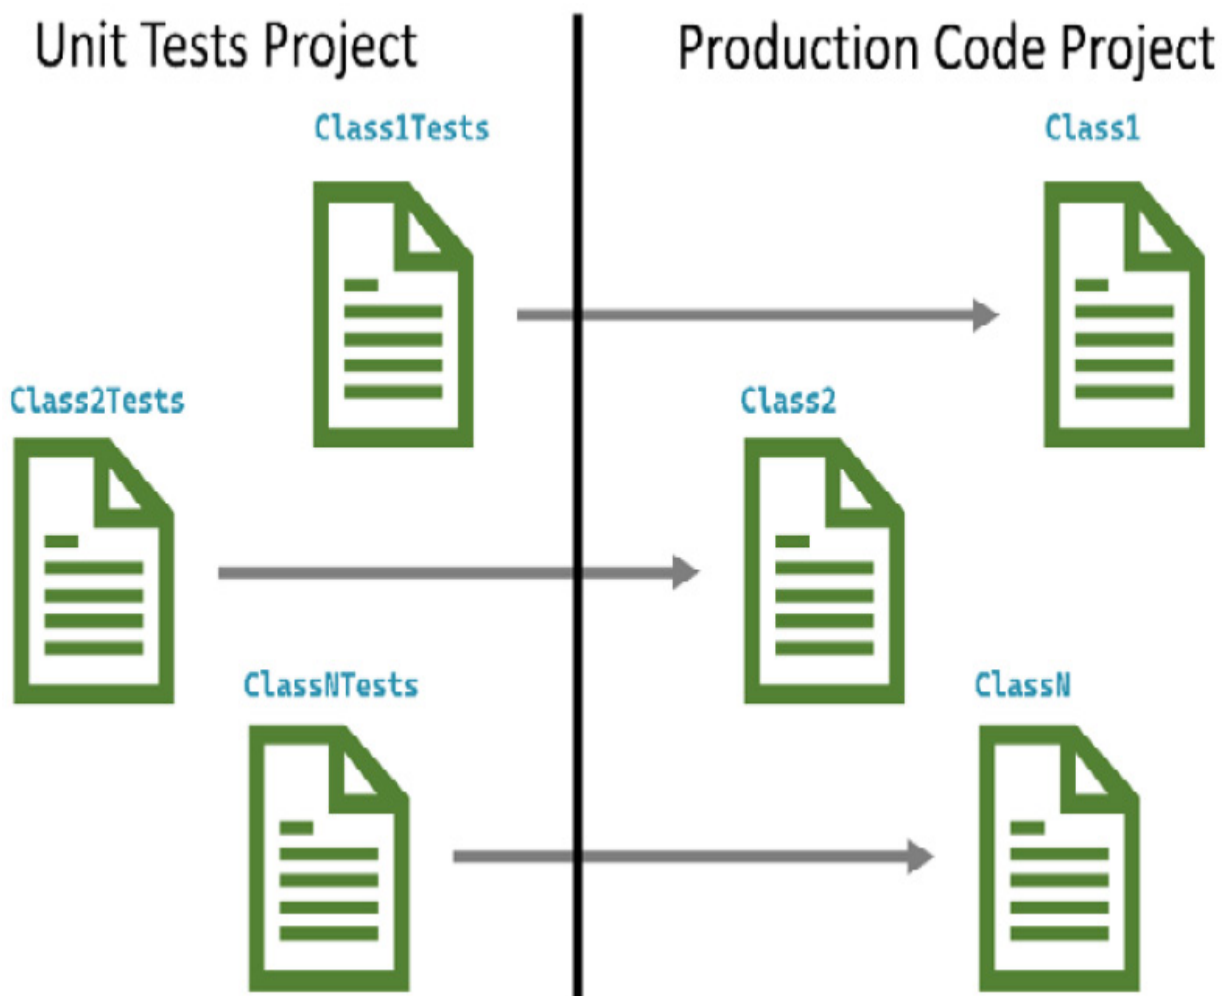 Unit Tests Project
Production Code Project
Class1Tests
Class1
Class2Tests
Class2
ClassNTests
ClassN